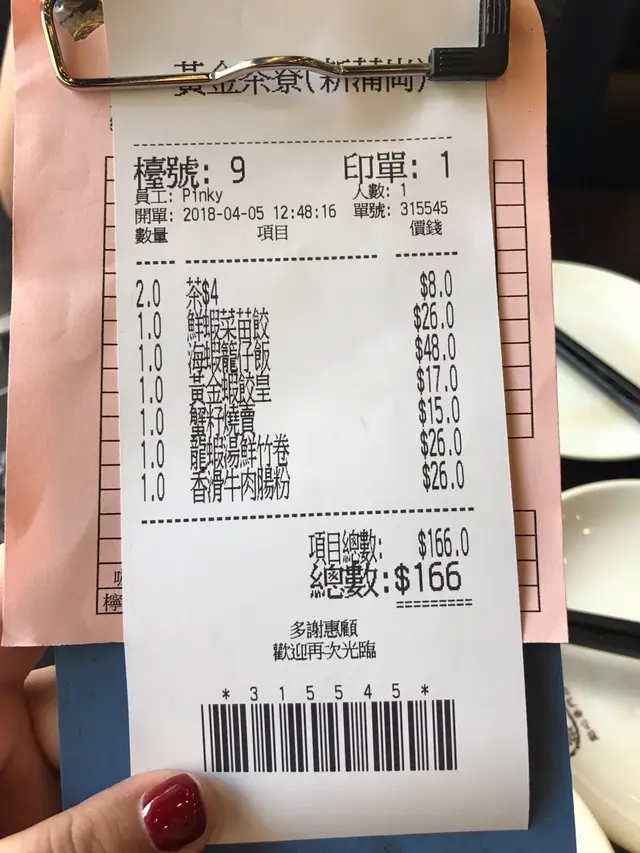 黃金茶寮(新蒲崗)
檯號: 9 印單: 1
員工: Pinky 人數: 1
開單: 2018-04-05 12:48:16 單號: 315545
數量 項目 價錢
2.0 茶$4 $8.0
1.0 鮮蝦菜苗餃 $26.0
1.0 海蝦籠仔飯 $48.0
1.0 黃金蝦餃皇 $17.0
1.0 蟹籽燒賣 $15.0
1.0 龍蝦湯鮮竹卷 $26.0
1.0 香滑牛肉腸粉 $26.0
項目總數: $166.0
總數:$166
多謝惠顧
歡迎再次光臨
*315545*